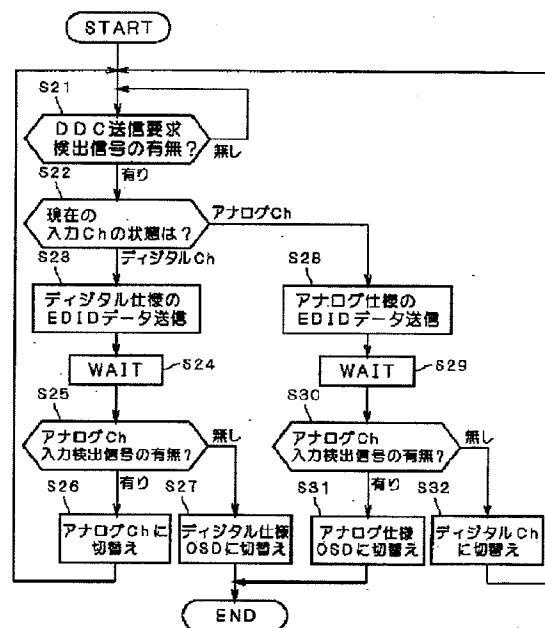 START
S21
DDC送信要求
検出信号の有無?
無し
有り
S22
現在の
入力Chの状態は?
アナログCh
ディジタルCh
S23
ディジタル仕様の
EDIDデータ送信
S28
アナログ仕様の
EDIDデータ送信
WAIT
S24
WAIT
S29
S25
アナログCh
入力検出信号の有無?
無し
有り
S30
アナログCh
入力検出信号の有無?
無し
有り
S26
アナログChに
切替え
S27
ディジタル仕様
OSDに切替え
S31
アナログ仕様
OSDに切替え
S32
ディジタルCh
に切替え
END